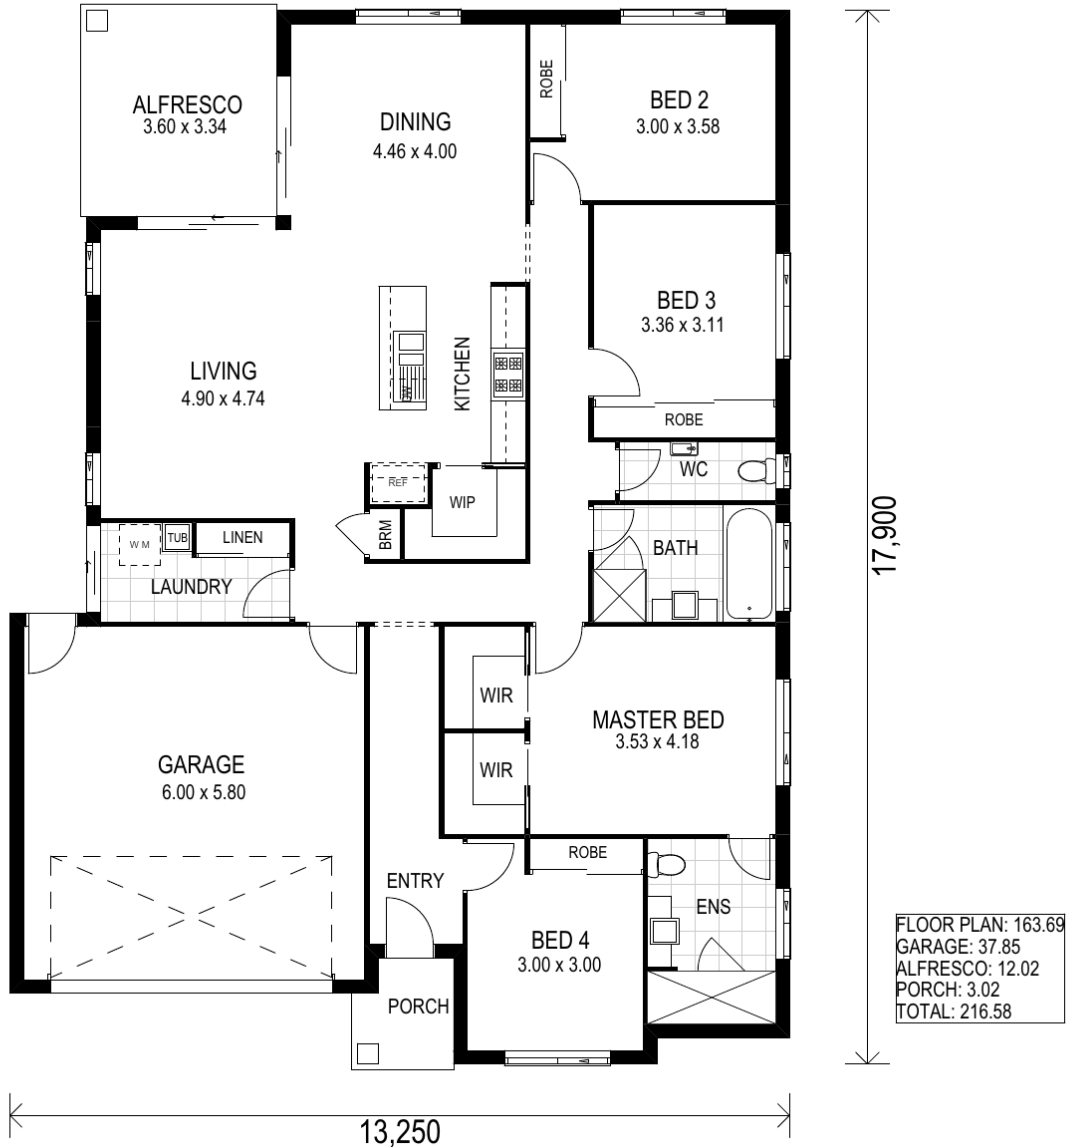 ALFRESCO
3.60 x 3.34
DINING
4.46 x 4.00
ROBE
BED 2
3.00 x 3.58
BED 3
3.36 x 3.11
ROBE
LIVING
4.90 x 4.74
KITCHEN
DW
REF
WIP
WC
BRM
BATH
W M
TUB
LINEN
LAUNDRY
17,900
WIR
WIR
MASTER BED
3.53 x 4.18
GARAGE
6.00 x 5.80
ENTRY
ROBE
BED 4
3.00 x 3.00
ENS
PORCH
FLOOR PLAN: 163.69
GARAGE: 37.85
ALFRESCO: 12.02
PORCH: 3.02
TOTAL: 216.58
13,250